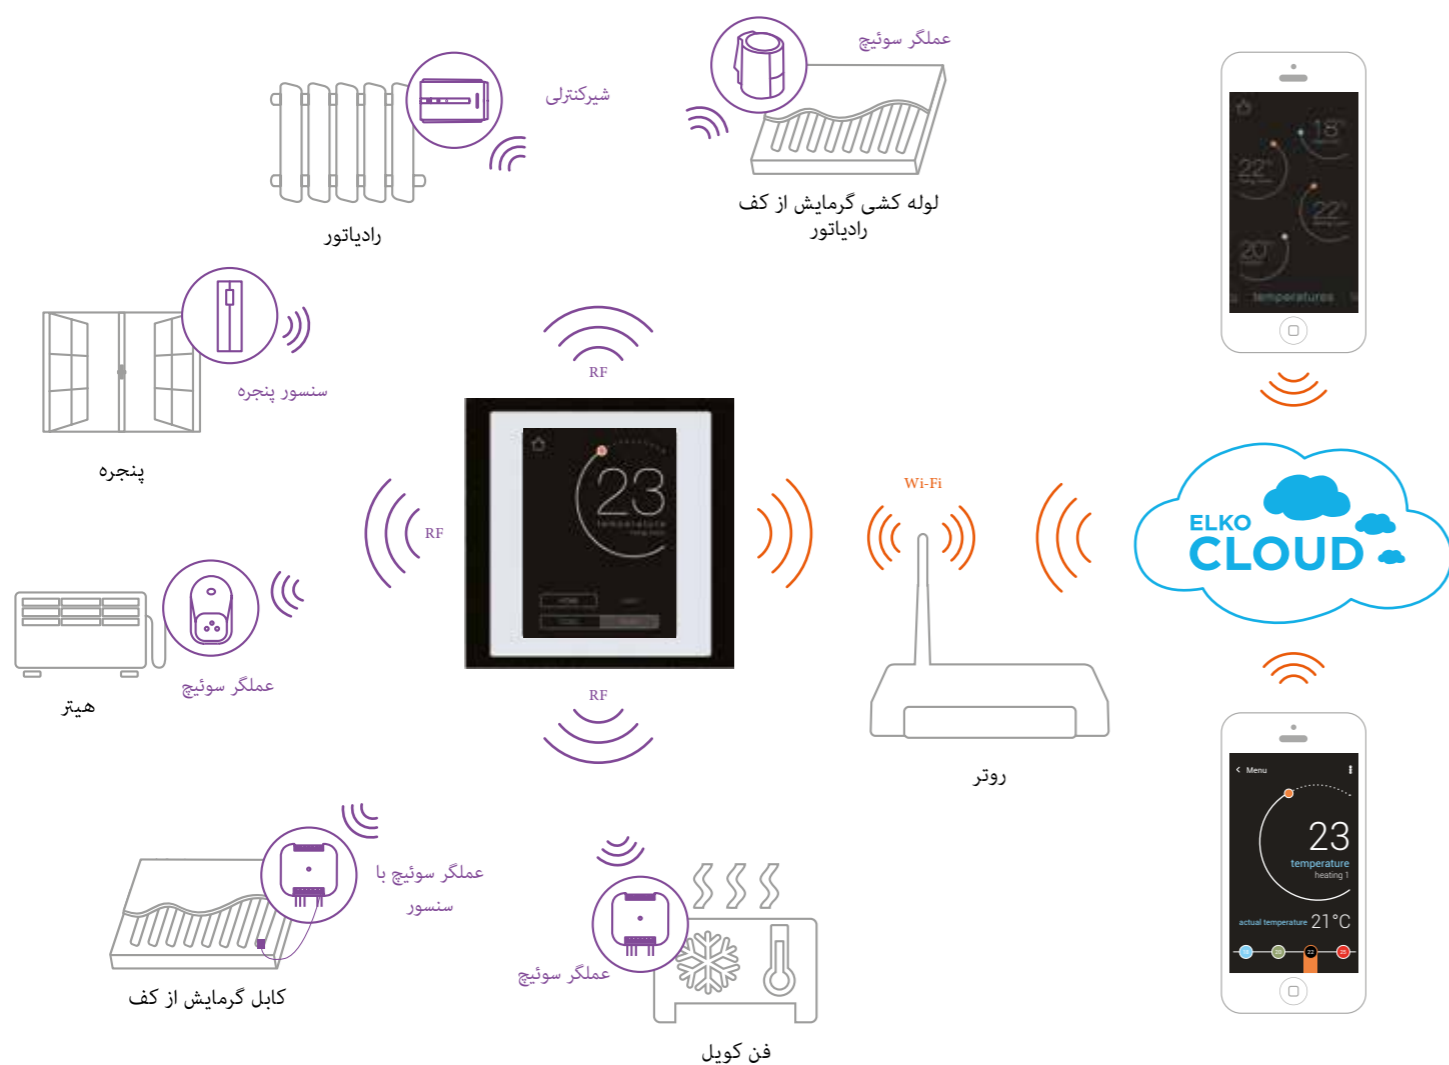 عملگر سوئیچ
شیرکنترلی
لوله کشی گرمایش از کف
رادیاتور
رادیاتور
18°
22°
22°
20°
temperatures
سنسور پنجره
پنجره
RF
RF
23
temperature
Wi-Fi
ELKO
CLOUD
عملگر سوئیچ
هیتر
RF
روتر
Menu
23
temperature
heating 1
actual temperature 21°C
22
25
عملگر سوئیچ با
سنسور
کابل گرمایش از کف
عملگر سوئیچ
فن کویل